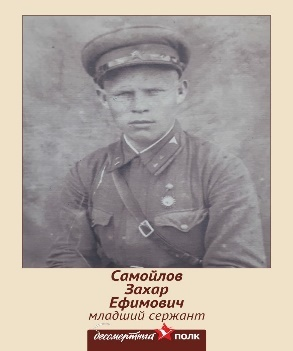 Самойлов
Захар
Ефимович
младший сержант
бессмертный ПОЛК